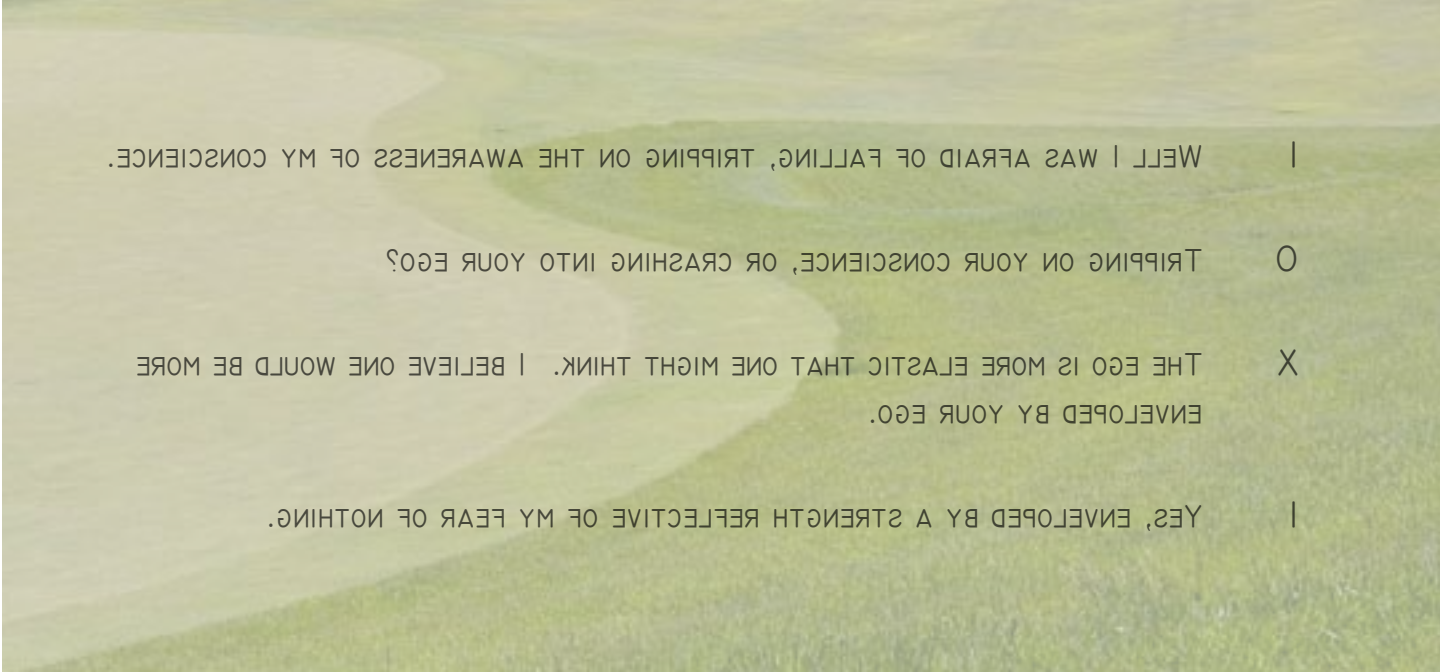 I WELL I WAS AFRAID OF FALLING, TRIPPING ON THE AWARENESS OF MY CONSCIENCE.
O TRIPPING ON YOUR CONSCIENCE, OR CRASHING INTO YOUR EGO?
X THE EGO IS MORE ELASTIC THAT ONE MIGHT THINK. I BELIEVE ONE WOULD BE MORE
ENVELOPED BY YOUR EGO.
I YES, ENVELOPED BY A STRENGTH REFLECTIVE OF MY FEAR OF NOTHING.